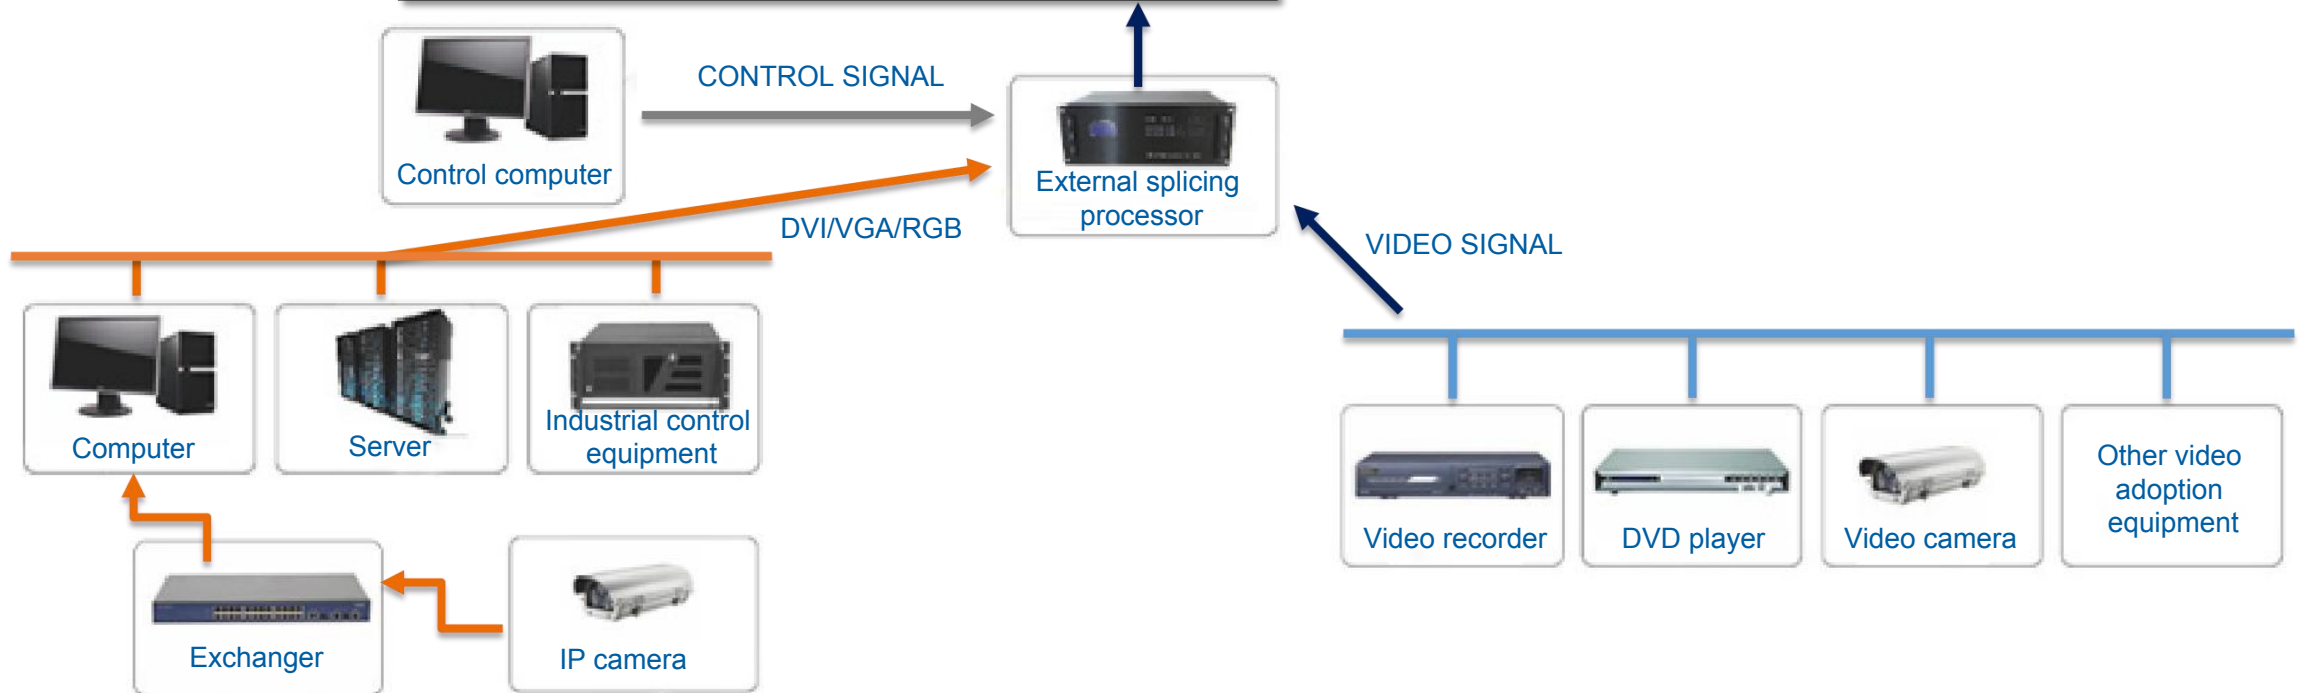 CONTROL SIGNAL
Control computer
External splicing
processor
DVI/VGA/RGB
VIDEO SIGNAL
Computer
Server
Industrial control
equipment
Video recorder
DVD player
Video camera
Other video
adoption
equipment
Exchanger
IP camera